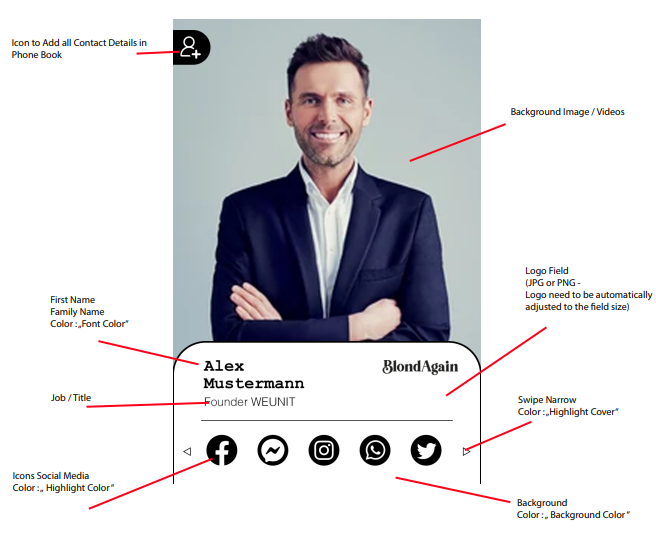 Icon to Add all Contact Details in
Phone Book
Background Image / Videos
Logo Field
(JPG or PNG -
Logo need to be automatically
adjusted to the field size)
First Name
Family Name
Color :„Font Color“
Alex
Mustermann
BlondAgain
Founder WEUNIT
Job / Title
Swipe Narrow
Color :„Highlight Cover“
Icons Social Media
Color :„ Highlight Color“
Background
Color :„ Background Color“